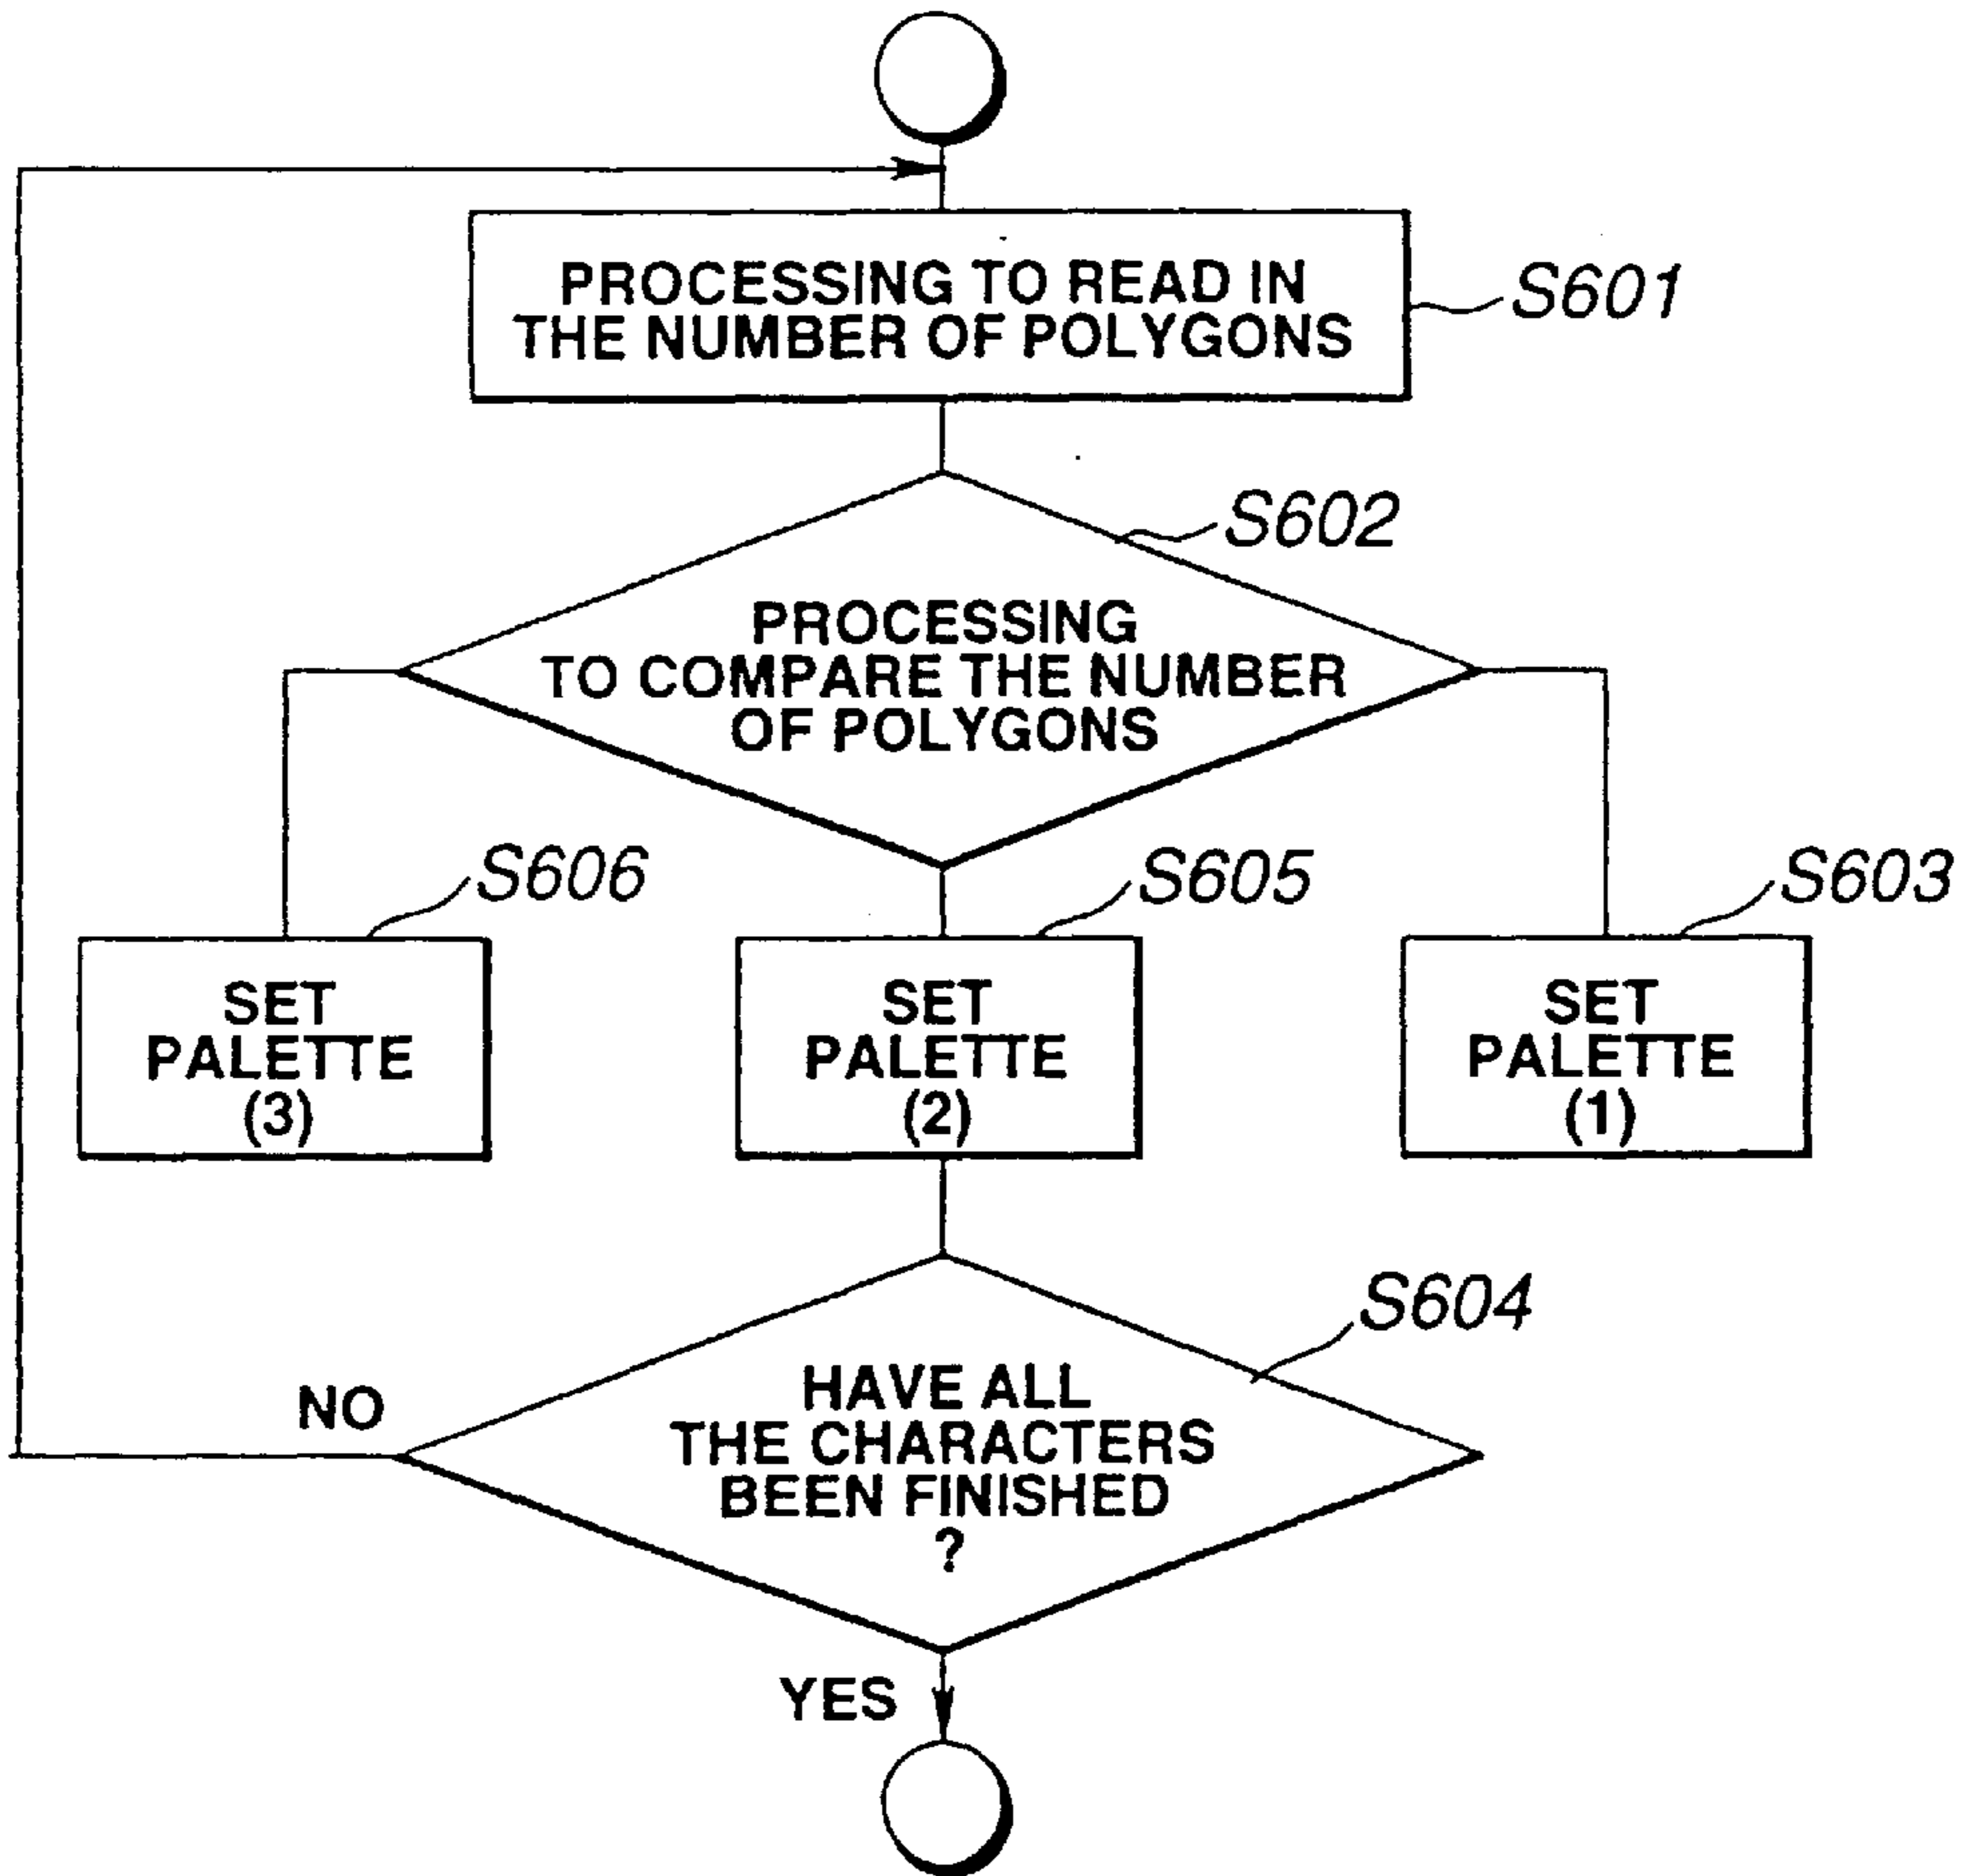 PROCESSING TO READ IN
THE NUMBER OF POLYGONS
S601
S602
PROCESSING
TO COMPARE THE NUMBER
OF POLYGONS
S606
SET
PALETTE
(3)
S605
SET
PALETTE
(2)
S603
SET
PALETTE
(1)
S604
HAVE ALL
THE CHARACTERS
BEEN FINISHED
?
NO
YES